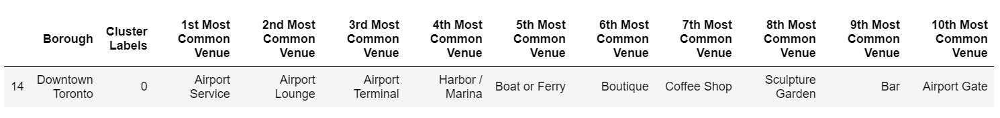 Borough Cluster Labels 1st Most Common Venue 2nd Most Common Venue 3rd Most Common Venue 4th Most Common Venue 5th Most Common Venue 6th Most Common Venue 7th Most Common Venue 8th Most Common Venue 9th Most Common Venue 10th Most Common Venue
14 Downtown Toronto 0 Airport Service Airport Lounge Airport Terminal Harbor / Marina Boat or Ferry Boutique Coffee Shop Sculpture Garden Bar Airport Gate